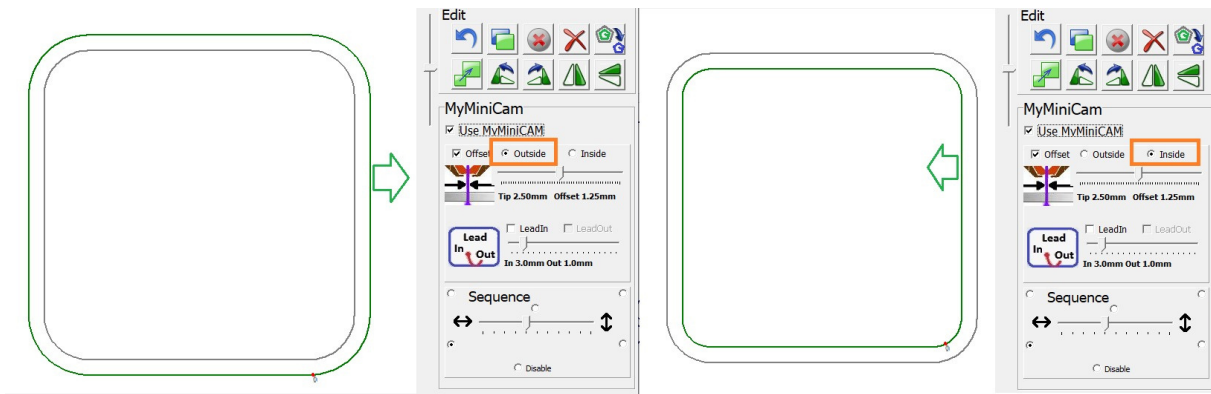 Edit
MyMiniCam
Use MyMiniCAM
Offset Outside Inside
Tip 2.50mm Offset 1.25mm
Lead
In
Out
LeadIn LeadOut
In 3.0mm Out 1.0mm
Sequence
Disable
Edit
MyMiniCam
Use MyMiniCAM
Offset Outside Inside
Tip 2.50mm Offset 1.25mm
Lead
In
Out
LeadIn LeadOut
In 3.0mm Out 1.0mm
Sequence
Disable